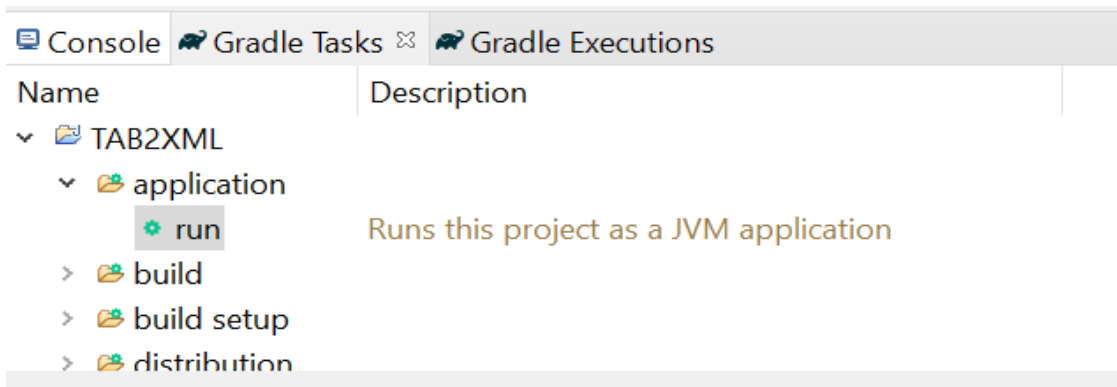 Console Gradle Tasks Gradle Executions
Name Description
TAB2XML
application
run Runs this project as a JVM application
build
build setup
distribution